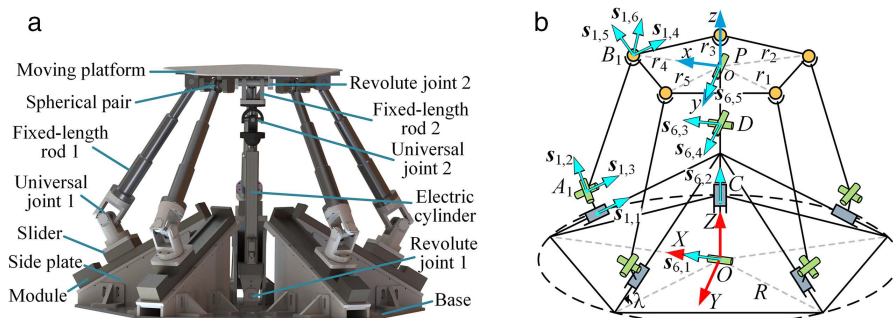 a
Moving platform
Spherical pair
Fixed-length
rod 1
Universal
joint 1
Slider
Side plate
Module
Revolute joint 2
Fixed-length
rod 2
Universal
joint 2
Electric
cylinder
Revolute
joint 1
Base
b
s1,6
s1,5
s1,4
B1
z
r3
P
r2
x
r4
o
r5
r1
y
s6,5
s6,3
D
s6,4
s1,2
s1,3
A1
s6,2
C
s1,1
Z
X
s6,1
O
Y
R
λ